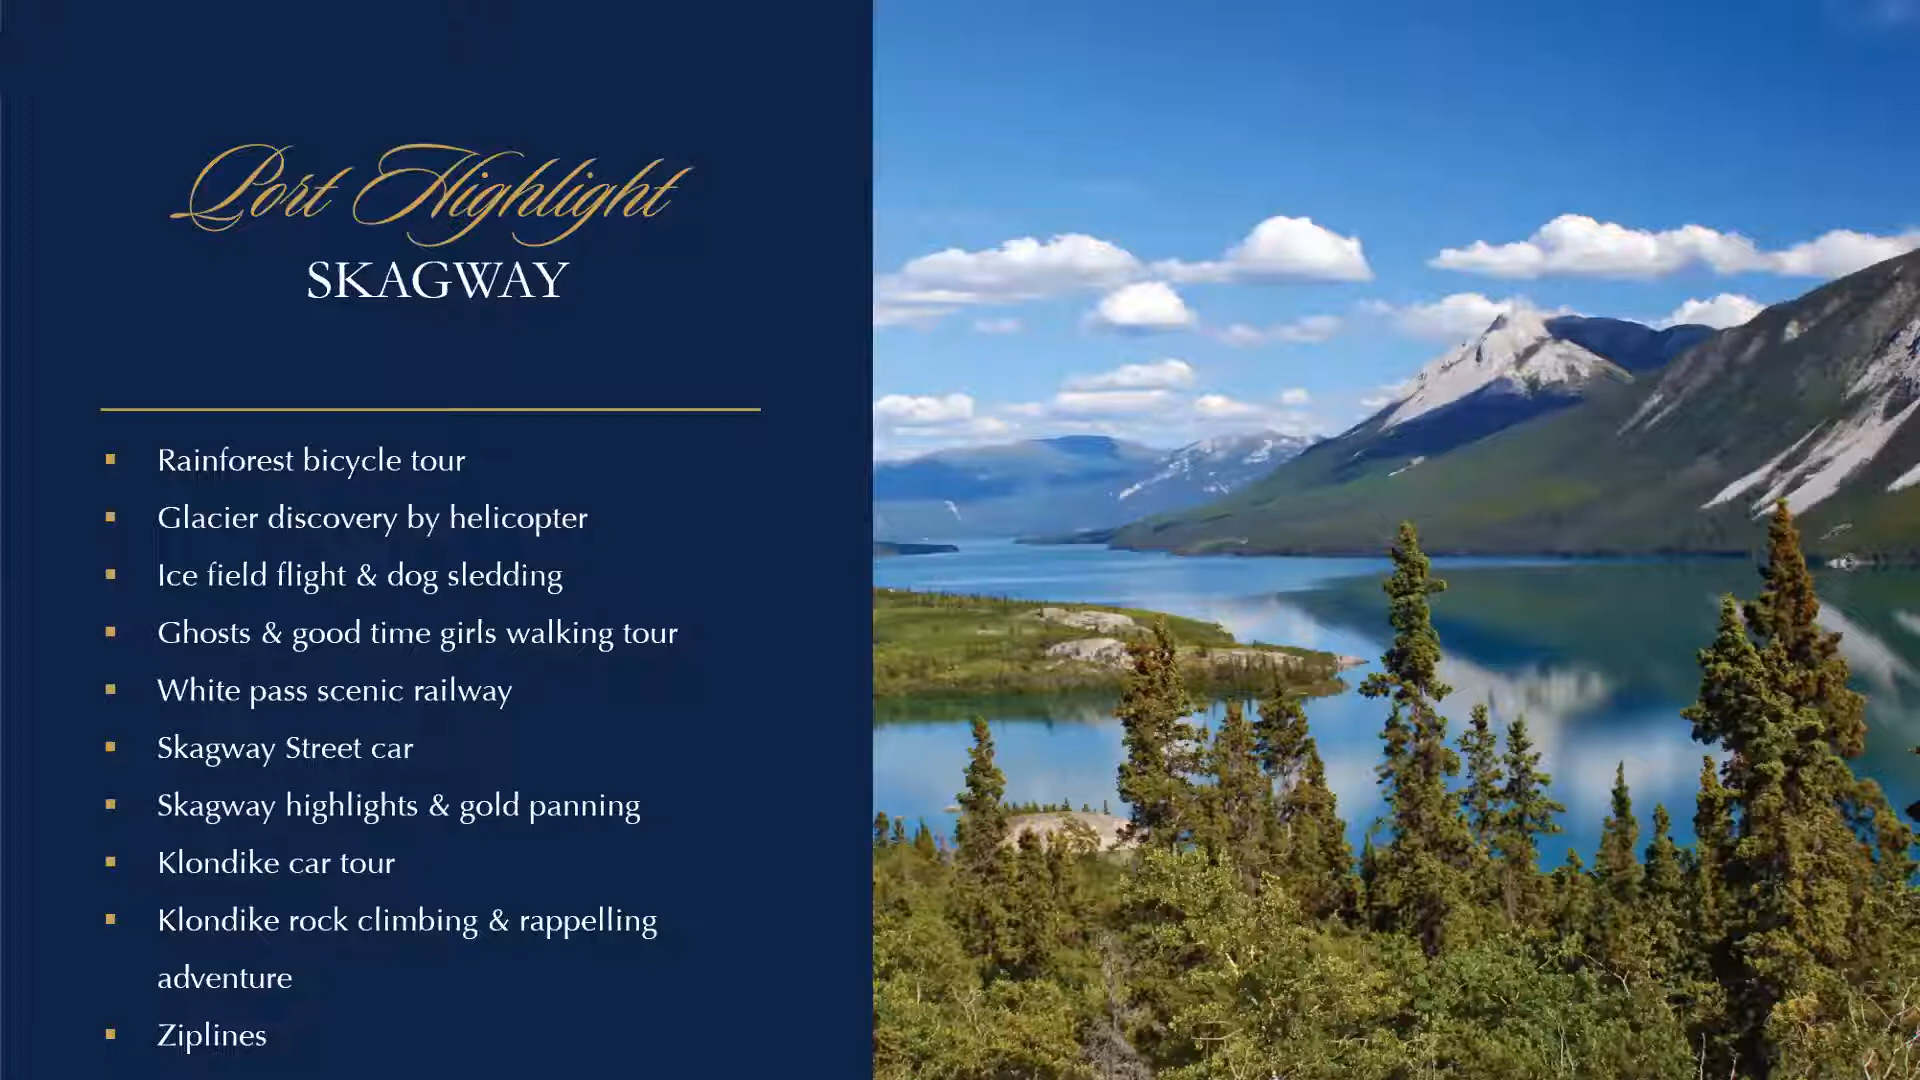 Port Highlight
SKAGWAY
▪ Rainforest bicycle tour
▪ Glacier discovery by helicopter
▪ Ice field flight & dog sledding
▪ Ghosts & good time girls walking tour
▪ White pass scenic railway
▪ Skagway Street car
▪ Skagway highlights & gold panning
▪ Klondike car tour
▪ Klondike rock climbing & rappelling
adventure
▪ Ziplines